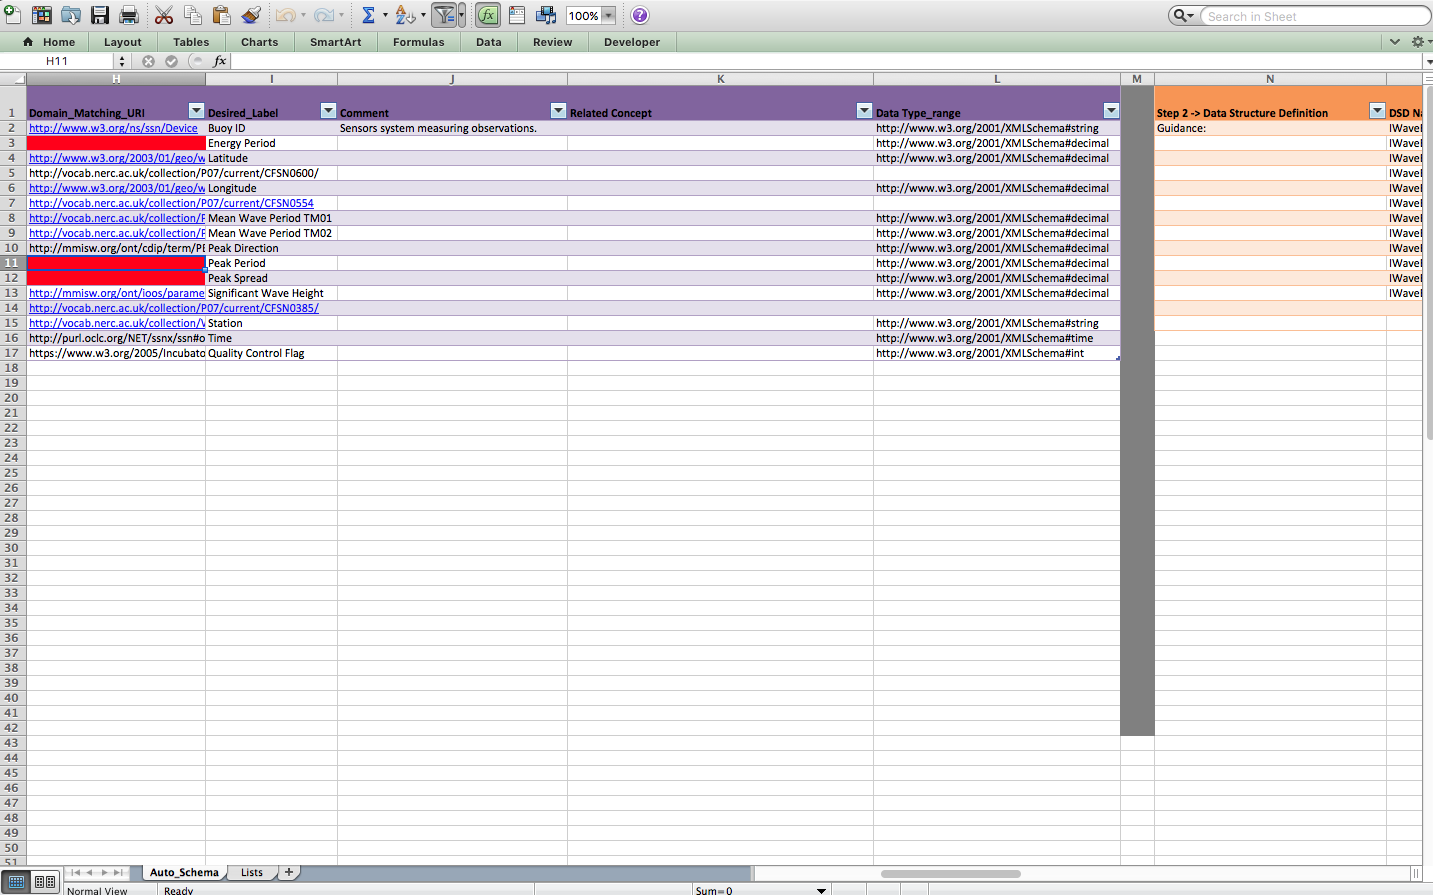 100%
Search in Sheet
Home Layout Tables Charts SmartArt Formulas Data Review Developer
H11 fx
H I J K L M N
1 Domain_Matching_URI Desired_Label Comment Related Concept Data Type_range Step 2 -> Data Structure Definition DSD Na
2 http://www.w3.org/ns/ssn/Device Buoy ID Sensors system measuring observations. http://www.w3.org/2001/XMLSchema#string Guidance: IWaveI
3 Energy Period http://www.w3.org/2001/XMLSchema#decimal IWaveI
4 http://www.w3.org/2003/01/geo/w Latitude http://www.w3.org/2001/XMLSchema#decimal IWaveI
5 http://vocab.nerc.ac.uk/collection/P07/current/CFSN0600/ IWaveI
6 http://www.w3.org/2003/01/geo/w Longitude http://www.w3.org/2001/XMLSchema#decimal IWaveI
7 http://vocab.nerc.ac.uk/collection/P07/current/CFSN0554 IWaveI
8 http://vocab.nerc.ac.uk/collection/F Mean Wave Period TM01 http://www.w3.org/2001/XMLSchema#decimal IWaveI
9 http://vocab.nerc.ac.uk/collection/F Mean Wave Period TM02 http://www.w3.org/2001/XMLSchema#decimal IWaveI
10 http://mmisw.org/ont/cdip/term/PE Peak Direction http://www.w3.org/2001/XMLSchema#decimal IWaveI
11 Peak Period http://www.w3.org/2001/XMLSchema#decimal IWaveI
12 Peak Spread http://www.w3.org/2001/XMLSchema#decimal IWaveI
13 http://mmisw.org/ont/ioos/parame Significant Wave Height http://www.w3.org/2001/XMLSchema#decimal IWaveI
14 http://vocab.nerc.ac.uk/collection/P07/current/CFSN0385/
15 http://vocab.nerc.ac.uk/collection/V Station http://www.w3.org/2001/XMLSchema#string
16 http://purl.oclc.org/NET/ssnx/ssn#o Time http://www.w3.org/2001/XMLSchema#time
17 https://www.w3.org/2005/Incubato Quality Control Flag http://www.w3.org/2001/XMLSchema#int
18
19
20
21
22
23
24
25
26
27
28
29
30
31
32
33
34
35
36
37
38
39
40
41
42
43
44
45
46
47
48
49
50
51
Auto_Schema Lists
Normal View Ready Sum=0